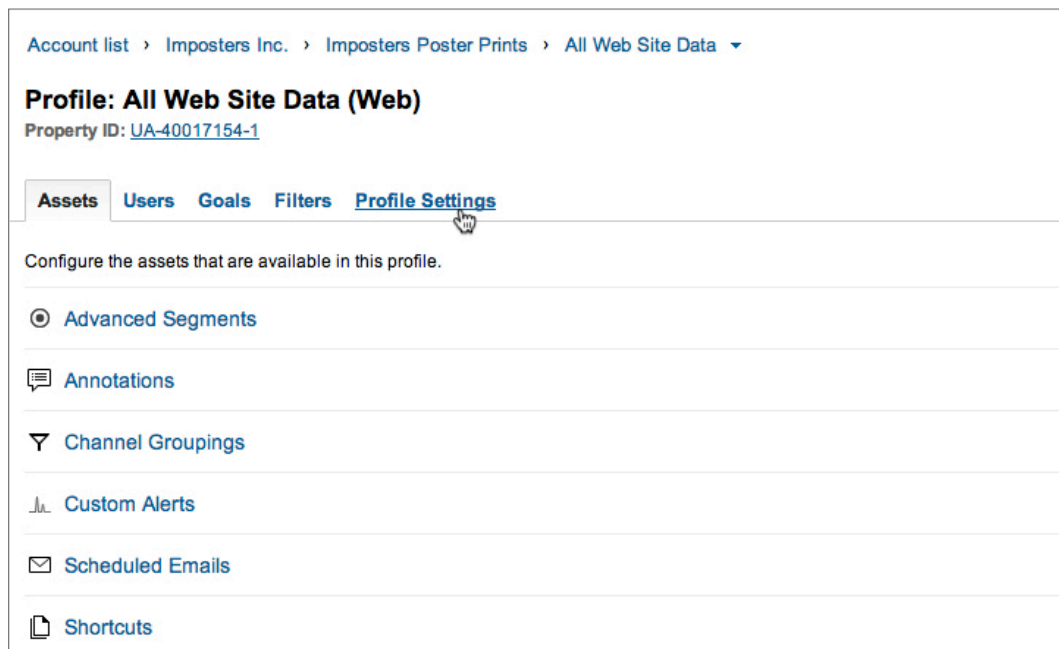 Account list › Imposters Inc. › Imposters Poster Prints › All Web Site Data
Profile: All Web Site Data (Web)
Property ID: UA-40017154-1
Assets Users Goals Filters Profile Settings
Configure the assets that are available in this profile.
Advanced Segments
Annotations
Channel Groupings
Custom Alerts
Scheduled Emails
Shortcuts